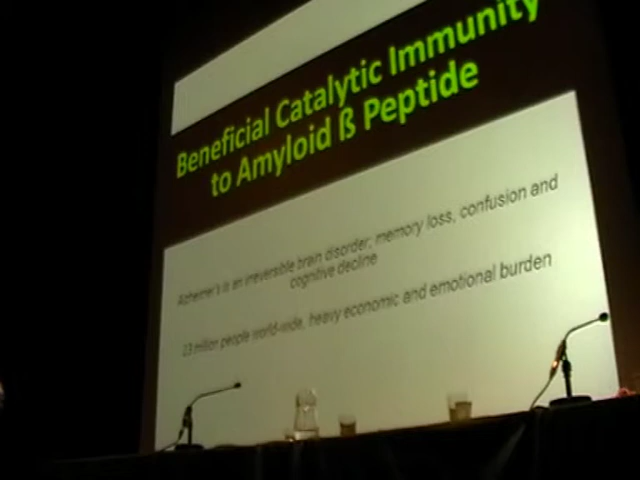 Beneficial Catalytic Immunity
to Amyloid ß Peptide
Alzheimer's is an irreversible brain disorder; memory loss, confusion and
cognitive decline
23 million people world-wide, heavy economic and emotional burden